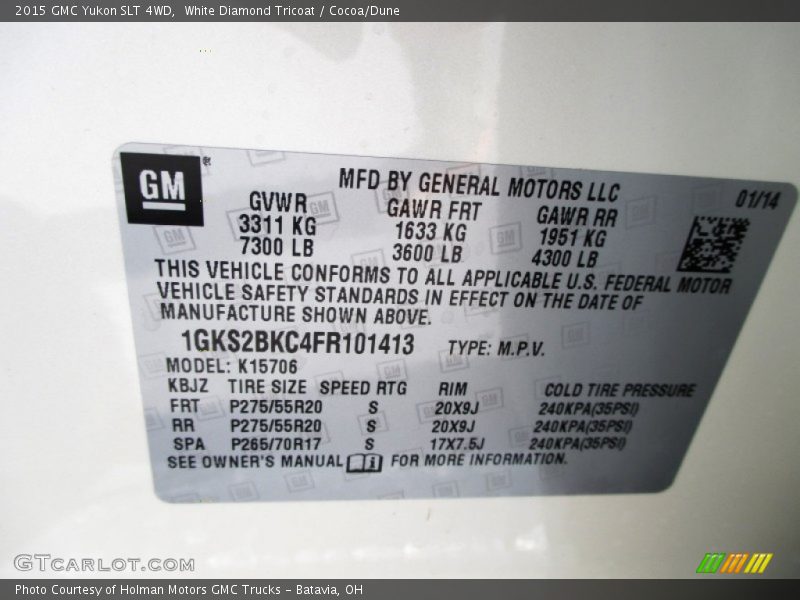 2015 GMC Yukon SLT 4WD,  White Diamond Tricoat / Cocoa/Dune
GM®
MFD BY GENERAL MOTORS LLC
01/14
GVWR GAWR FRT GAWR RR
3311 KG 1633 KG 1951 KG
7300 LB 3600 LB 4300 LB
THIS VEHICLE CONFORMS TO ALL APPLICABLE U.S. FEDERAL MOTOR
VEHICLE SAFETY STANDARDS IN EFFECT ON THE DATE OF
MANUFACTURE SHOWN ABOVE.
1GKS2BKC4FR101413 TYPE: M.P.V.
MODEL: K15706
KBJZ TIRE SIZE SPEED RTG RIM COLD TIRE PRESSURE
FRT P275/55R20 S 20X9J 240KPA(35PSI)
RR P275/55R20 S 20X9J 240KPA(35PSI)
SPA P265/70R17 S 17X7.5J 240KPA(35PSI)
SEE OWNER'S MANUAL i FOR MORE INFORMATION.
GTCARLOT.COM
Photo Courtesy of Holman Motors GMC Trucks - Batavia, OH